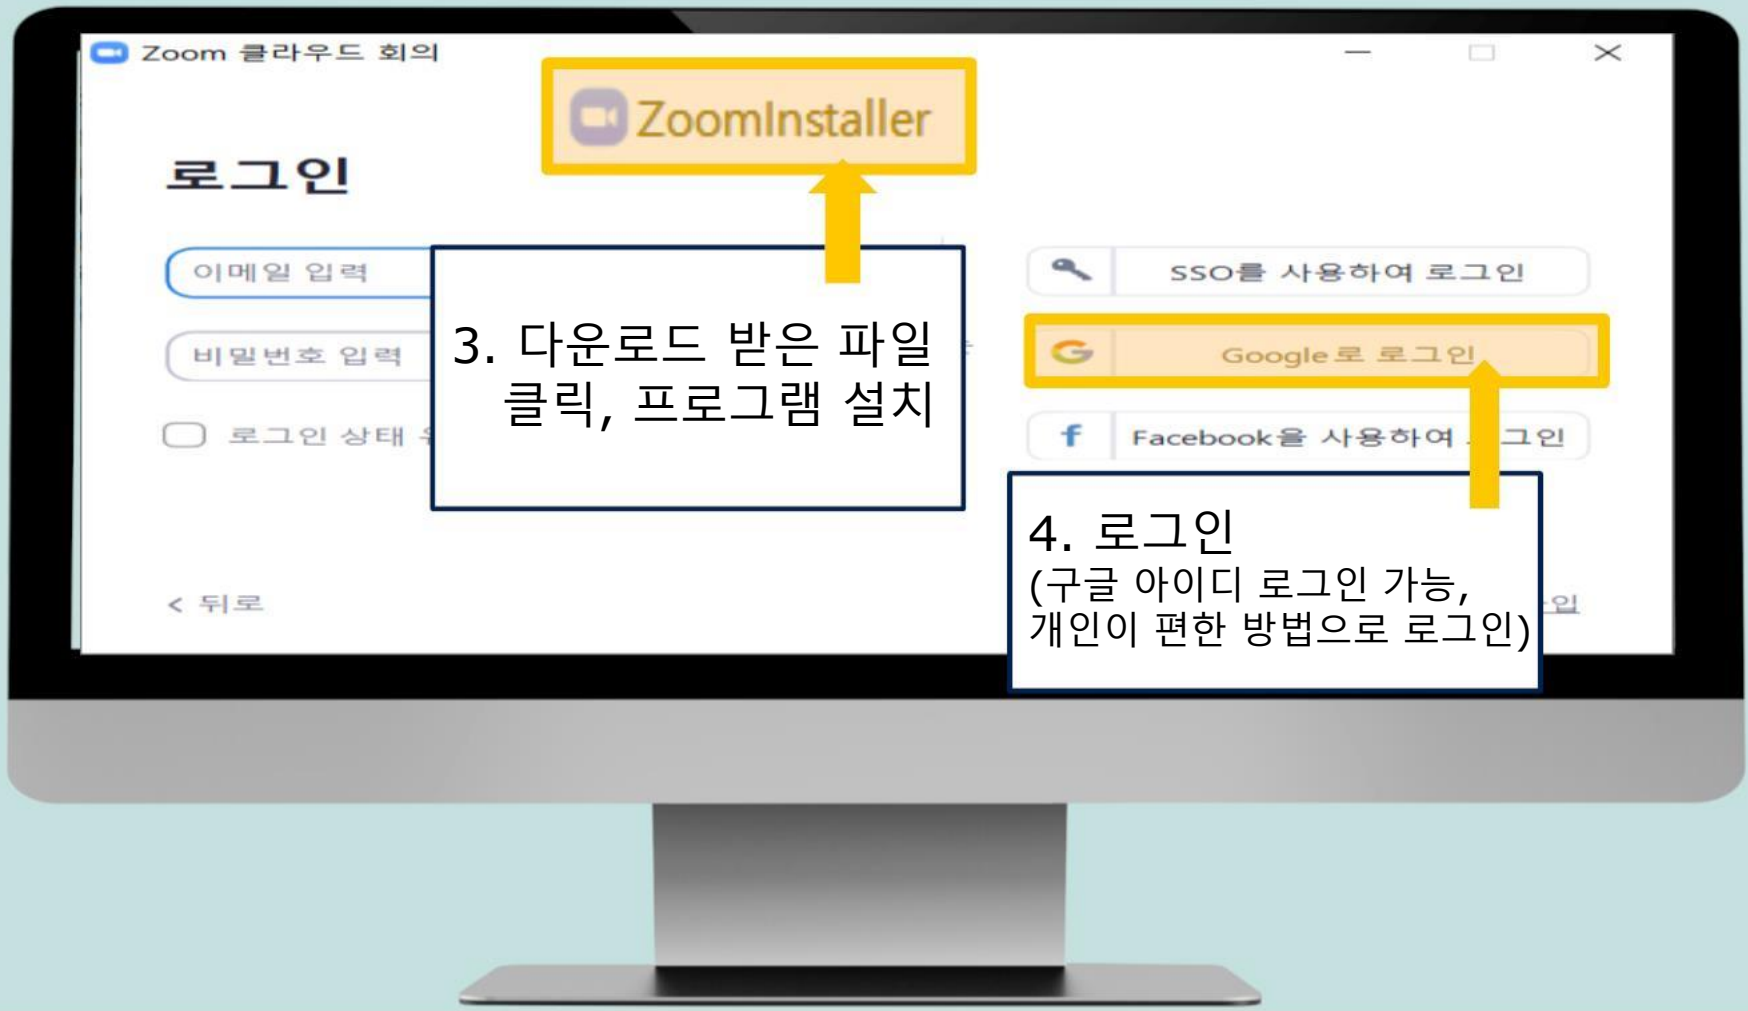 Zoom 클라우드 회의
ZoomInstaller
로그인
이메일 입력
비밀번호 입력
로그인 상태
3. 다운로드 받은 파일
클릭, 프로그램 설치
SSO를 사용하여 로그인
Google로 로그인
Facebook을 사용하여 그인
4. 로그인
(구글 아이디 로그인 가능,
개인이 편한 방법으로 로그인)
< 뒤로